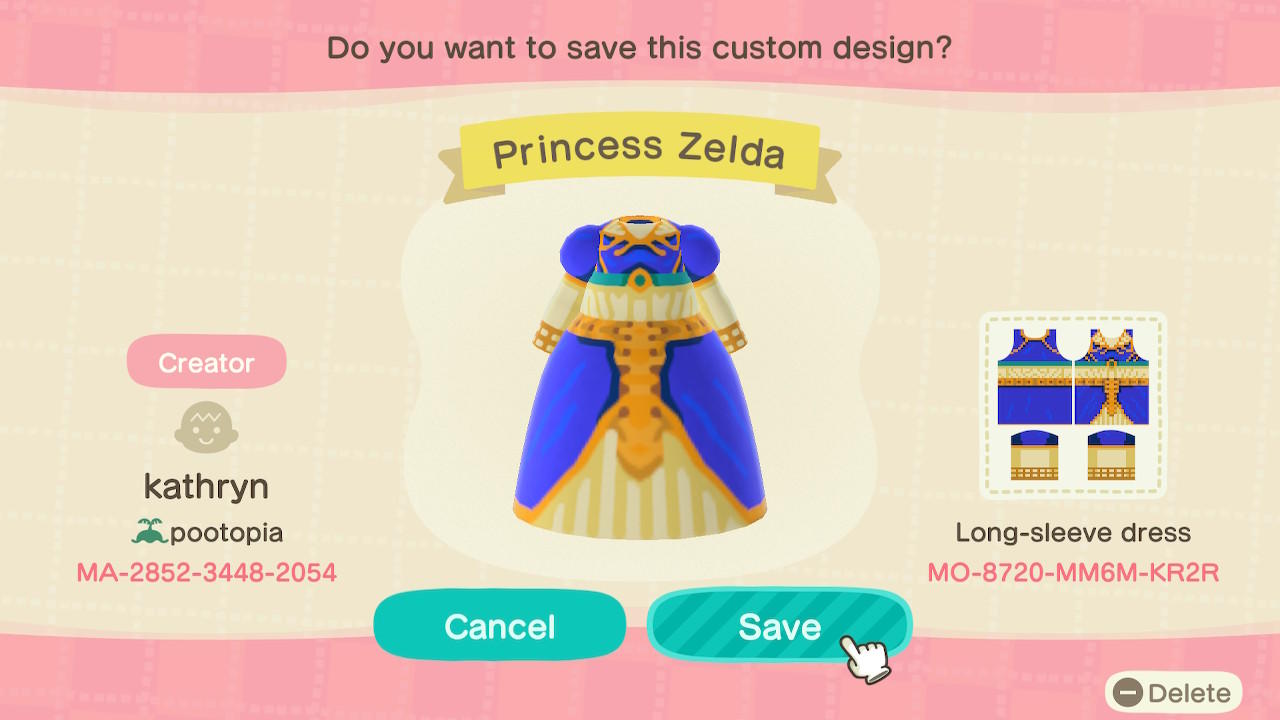 Do you want to save this custom design?
Princess Zelda
Creator
kathryn
pootopia
MA-2852-3448-2054
Long-sleeve dress
MO-8720-MM6M-KR2R
Cancel
Save
Delete